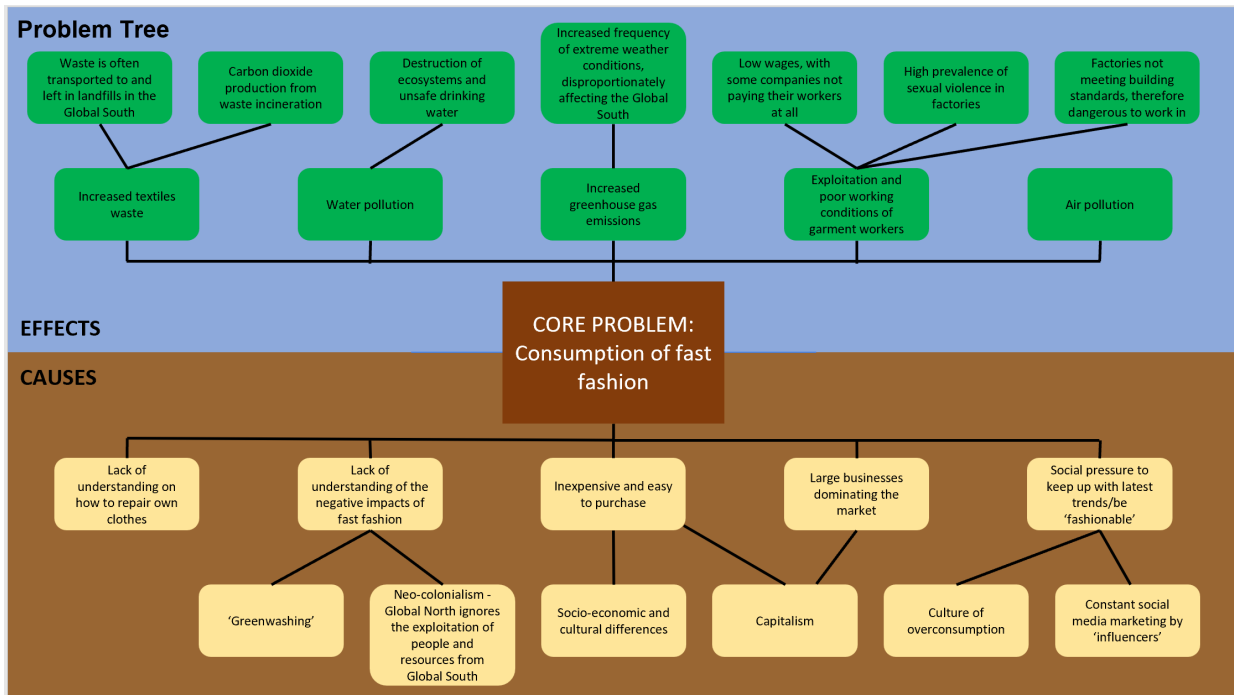 Problem Tree
Waste is often
transported to and
left in landfills in the
Global South
Carbon dioxide
production from
waste incineration
Destruction of
ecosystems and
unsafe drinking
water
Increased frequency
of extreme weather
conditions,
disproportionately
affecting the Global
South
Low wages, with
some companies not
paying their workers
at all
High prevalence of
sexual violence in
factories
Factories not
meeting building
standards, therefore
dangerous to work in
Increased textiles
waste
Water pollution
Increased
greenhouse gas
emissions
Exploitation and
poor working
conditions of
garment workers
Air pollution
EFFECTS
CORE PROBLEM:
Consumption of fast
fashion
CAUSES
Lack of
understanding on
how to repair own
clothes
Lack of
understanding of the
negative impacts of
fast fashion
Inexpensive and easy
to purchase
Large businesses
dominating the
market
Social pressure to
keep up with latest
trends/be
‘fashionable’
‘Greenwashing’
Neo-colonialism -
Global North ignores
the exploitation of
people and
resources from
Global South
Socio-economic and
cultural differences
Capitalism
Culture of
overconsumption
Constant social
media marketing by
‘influencers’